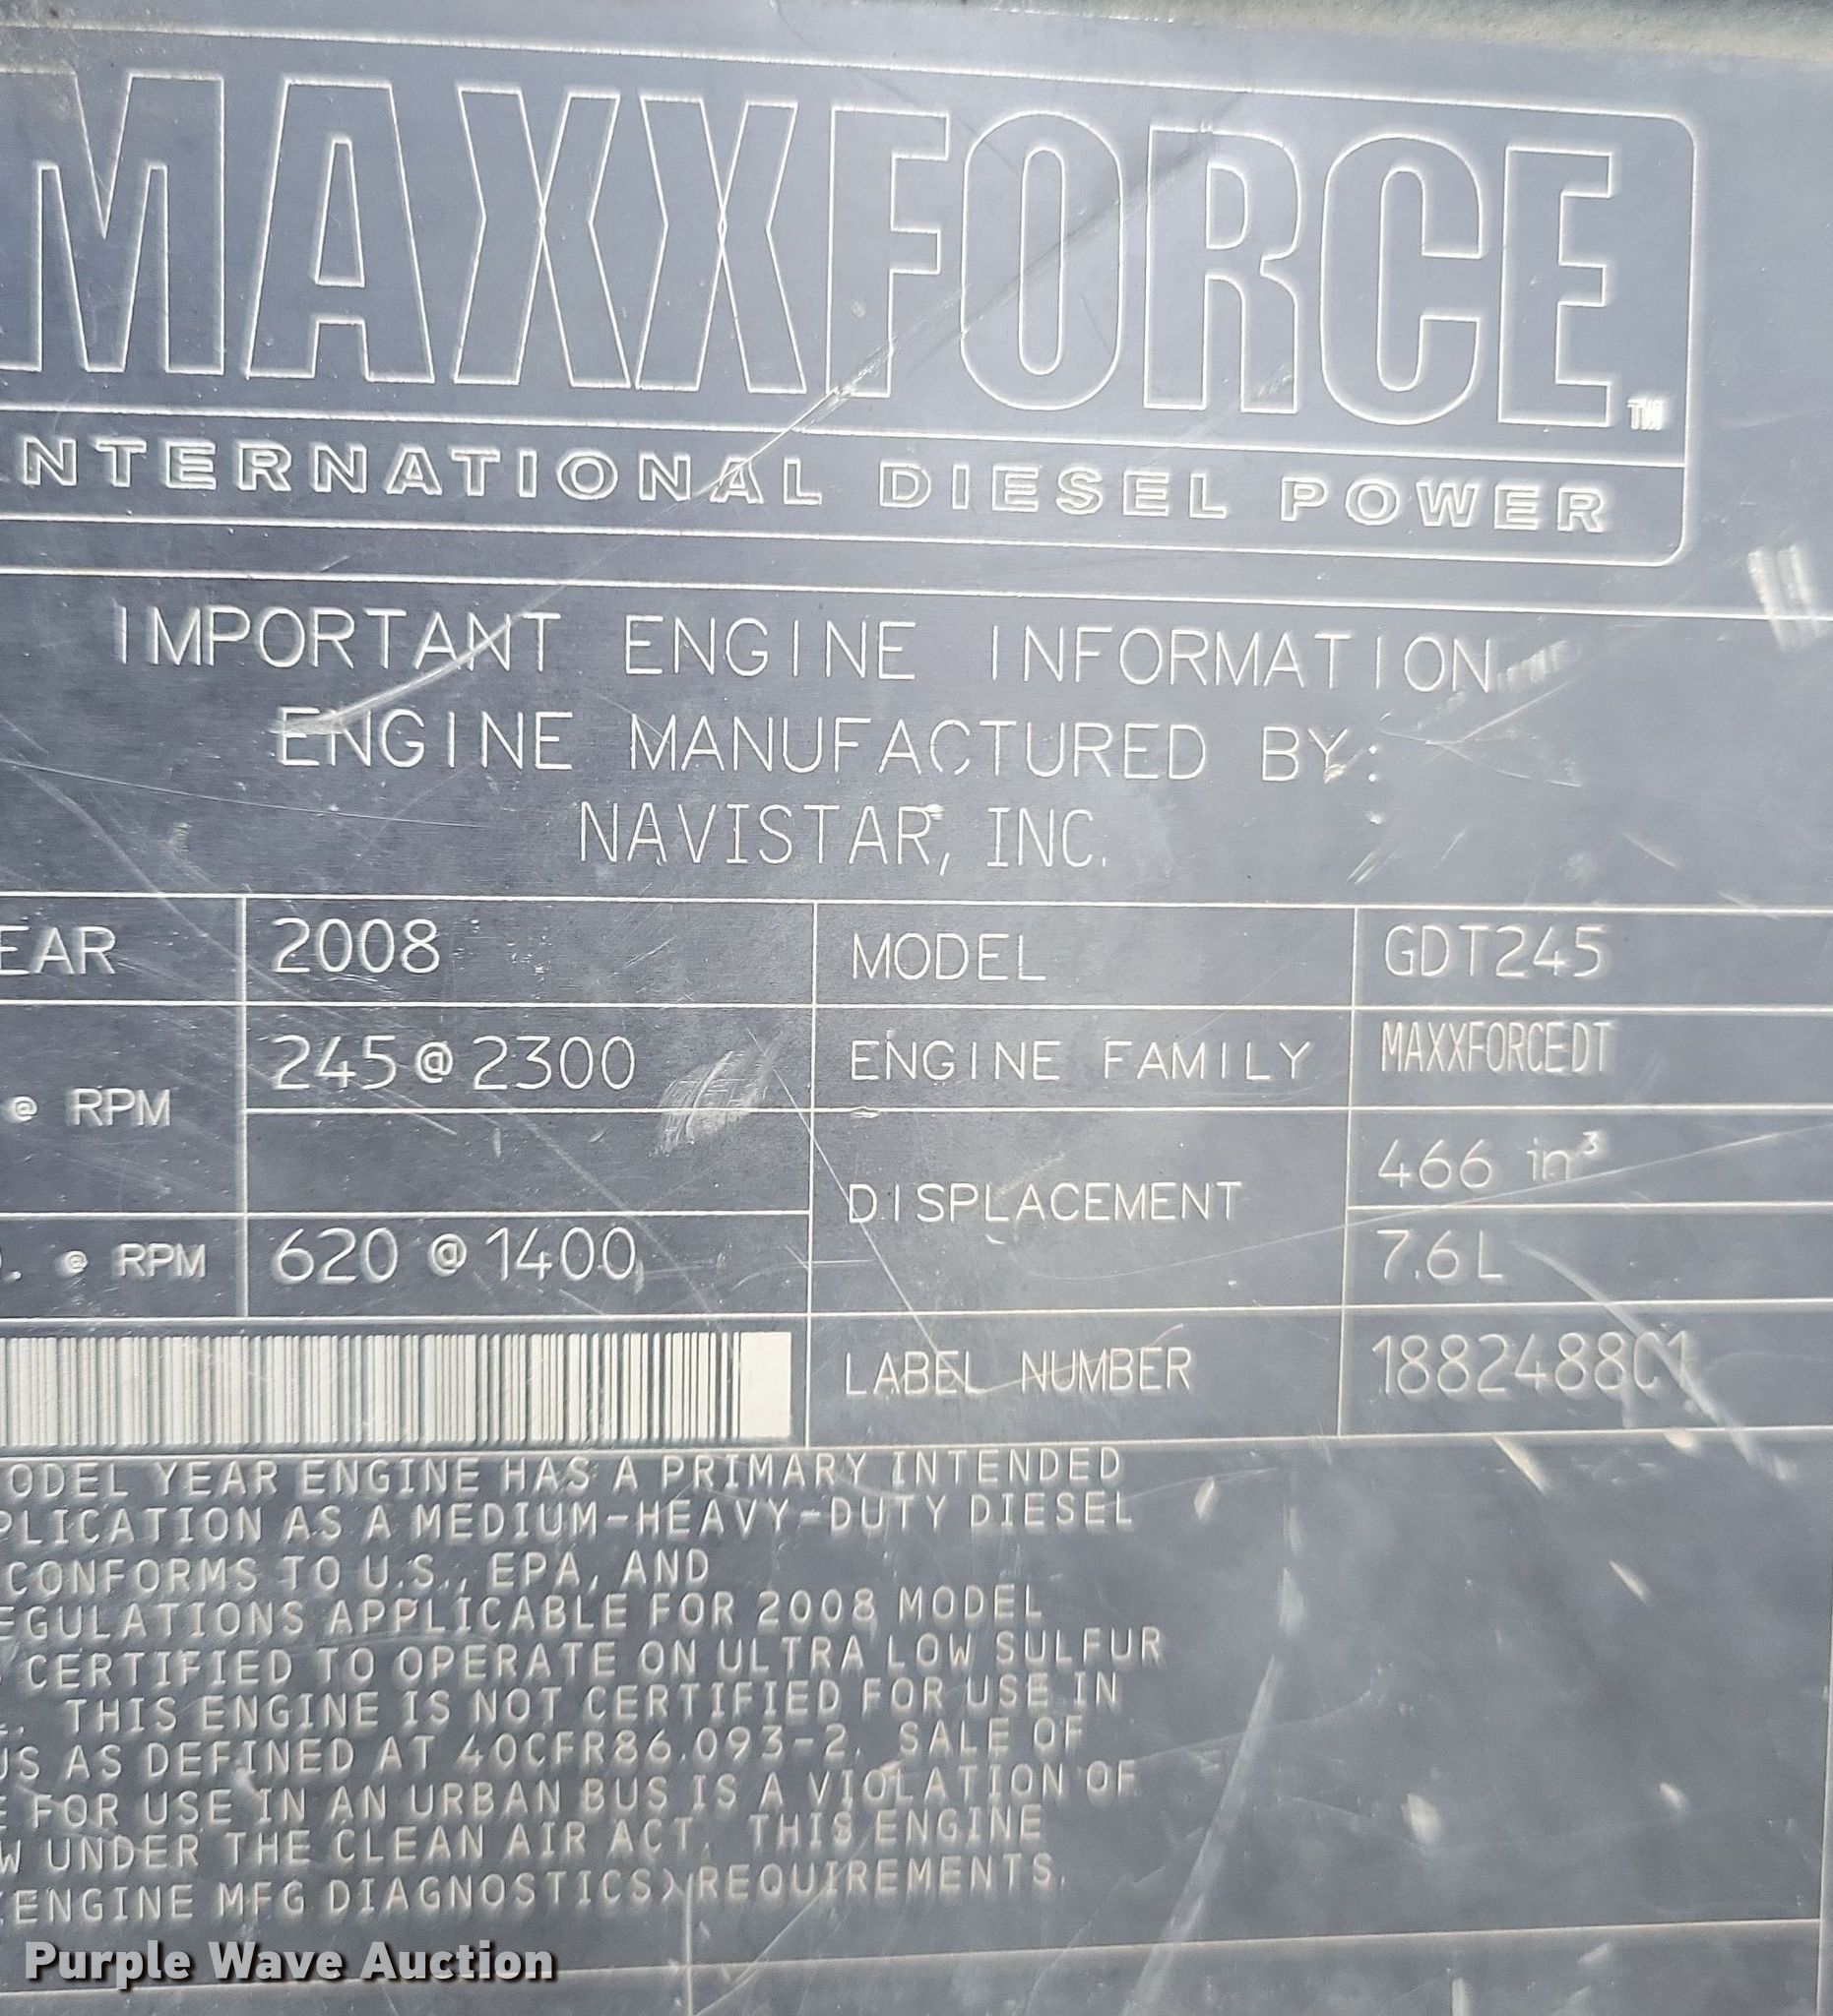 MAXXFORCE™
NTERNATIONAL DIESEL POWER
IMPORTANT ENGINE INFORMATION
ENGINE MANUFACTURED BY:
NAVISTAR, INC.
EAR 2008 MODEL GDT245
@ RPM 245@2300 ENGINE FAMILY MAXXFORCEDT
DISPLACEMENT 466 in³
. @ RPM 620 @1400 7.6L
LABEL NUMBER 1882488C1
ODEL YEAR ENGINE HAS A PRIMARY INTENDED
PLICATION AS A MEDIUM-HEAVY-DUTY DIESEL
CONFORMS TO U.S., EPA, AND
EGULATIONS APPLICABLE FOR 2008 MODEL
CERTIFIED TO OPERATE ON ULTRA LOW SULFUR
. THIS ENGINE IS NOT CERTIFIED FOR USE IN
US AS DEFINED AT 40CFR86.093-2. SALE OF
E FOR USE IN AN URBAN BUS IS A VIOLATION OF
W UNDER THE CLEAN AIR ACT. THIS ENGINE
ENGINE MFG DIAGNOSTICS) REQUIREMENTS.
Purple Wave Auction